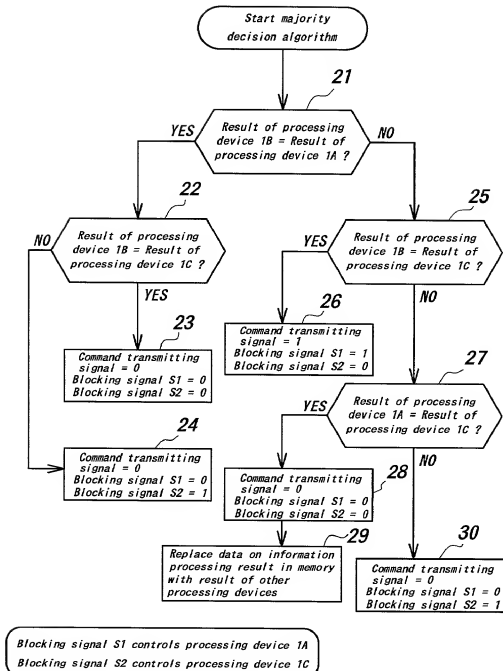 Start majority
decision algorithm
21
Result of processing
device 1B = Result of
processing device 1A ?
YES
NO
22
Result of processing
device 1B = Result of
processing device 1C ?
NO
YES
23
Command transmitting
signal = 0
Blocking signal S1 = 0
Blocking signal S2 = 0
24
Command transmitting
signal = 0
Blocking signal S1 = 0
Blocking signal S2 = 1
25
Result of processing
device 1B = Result of
processing device 1C ?
YES
NO
26
Command transmitting
signal = 1
Blocking signal S1 = 1
Blocking signal S2 = 0
27
Result of processing
device 1A = Result of
processing device 1C ?
YES
NO
28
Command transmitting
signal = 0
Blocking signal S1 = 0
Blocking signal S2 = 0
29
Replace data on information
processing result in memory
with result of other
processing devices
30
Command transmitting
signal = 0
Blocking signal S1 = 0
Blocking signal S2 = 1
Blocking signal S1 controls processing device 1A
Blocking signal S2 controls processing device 1C